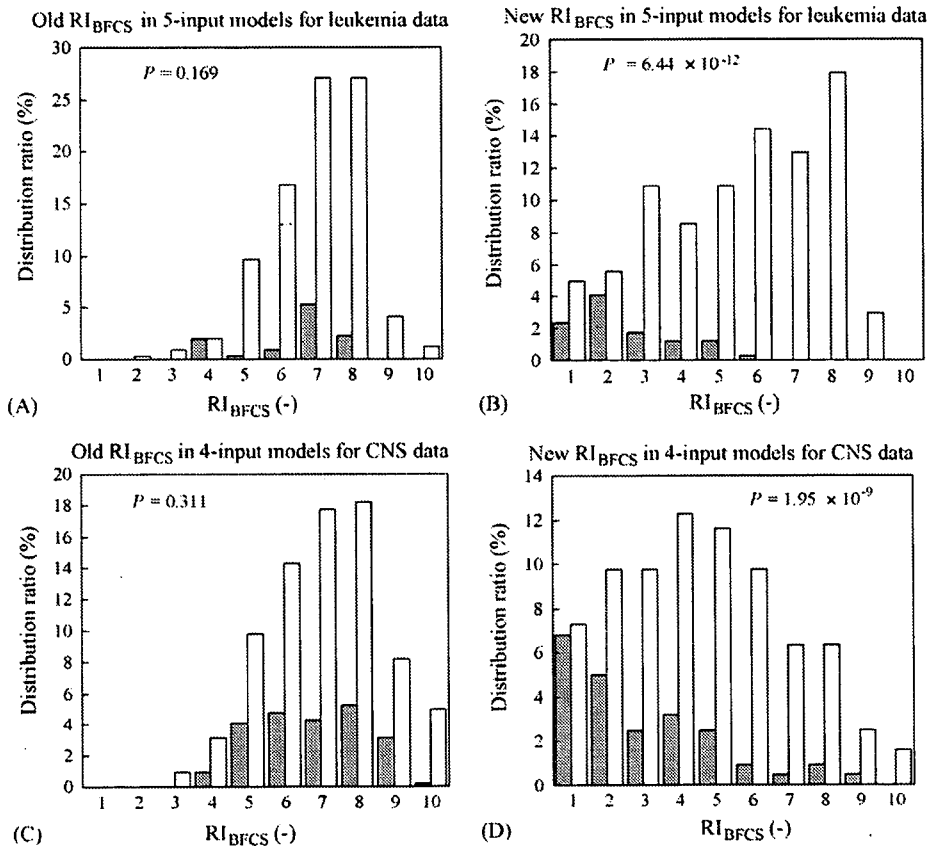 Old RI_BFCS in 5-input models for leukemia data
P = 0.169
Distribution ratio (%)
30
25
20
15
10
5
0
1 2 3 4 5 6 7 8 9 10
(A) RI_BFCS (-)
New RI_BFCS in 5-input models for leukemia data
P = 6.44 × 10^-12
Distribution ratio (%)
20
18
16
14
12
10
8
6
4
2
0
1 2 3 4 5 6 7 8 9 10
(B) RI_BFCS (-)
Old RI_BFCS in 4-input models for CNS data
P = 0.311
Distribution ratio (%)
20
18
16
14
12
10
8
6
4
2
0
1 2 3 4 5 6 7 8 9 10
(C) RI_BFCS (-)
New RI_BFCS in 4-input models for CNS data
P = 1.95 × 10^-9
Distribution ratio (%)
14
12
10
8
6
4
2
0
1 2 3 4 5 6 7 8 9 10
(D) RI_BFCS (-)